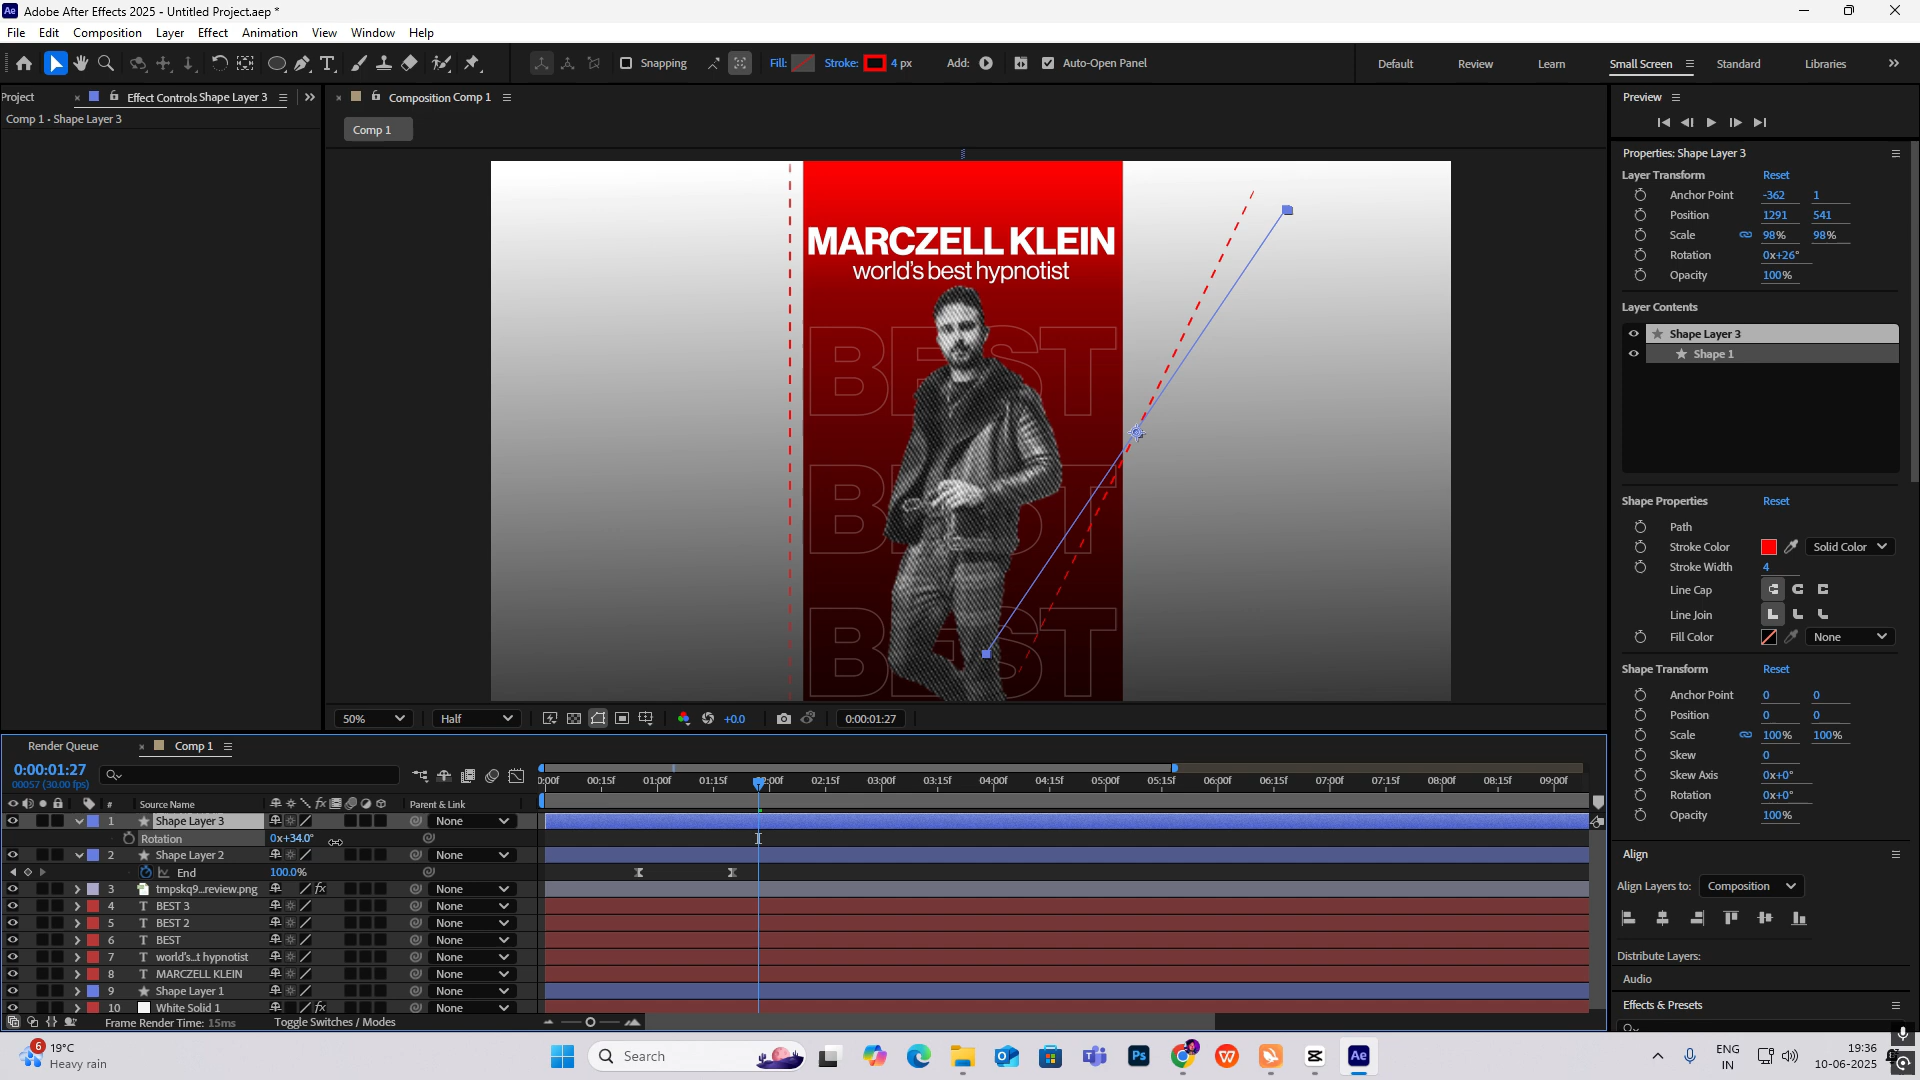 Adobe After Effects 2025 - Untitled Project.aep *
File Edit Composition Layer Effect Animation View Window Help
Snapping Fill: Stroke: 4 px Add: Auto-Open Panel Default Review Learn Small Screen Standard Libraries
Project Effect Controls Shape Layer 3 Composition Comp 1 Preview
Comp 1 • Shape Layer 3
Comp 1
Properties: Shape Layer 3
Layer Transform Reset
Anchor Point -362 1
Position 1291 541
Scale 98% 98%
Rotation 0x+26°
Opacity 100%
Layer Contents
Shape Layer 3
Shape 1
MARCZELL KLEIN
world's best hypnotist
BEST
BEST
BEST
Shape Properties Reset
Path
Stroke Color Solid Color
Stroke Width 4
Line Cap
Line Join
Fill Color None
Shape Transform Reset
Anchor Point 0 0
Position 0 0
Scale 100% 100%
Skew 0
Skew Axis 0x+0°
Rotation 0x+0°
Opacity 100%
Align
Align Layers to: Composition
Distribute Layers:
Audio
Effects & Presets
50% Half +0.0 0:00:01:27
Render Queue Comp 1
0:00:01:27
00057 (30.00 fps)
00f 00:15f 01:00f 01:15f 2:00f 02:15f 03:00f 03:15f 04:00f 04:15f 05:00f 05:15f 06:00f 06:15f 07:00f 07:15f 08:00f 08:15f 09:00f
# Source Name Parent & Link
1 Shape Layer 3 None
Rotation 0x+34.0°
2 Shape Layer 2 None
End 100.0%
3 tmpskq9...review.png None
4 T BEST 3 None
5 T BEST 2 None
6 T BEST None
7 T world's...t hypnotist None
8 T MARCZELL KLEIN None
9 Shape Layer 1 None
10 White Solid 1 None
Frame Render Time: 15ms Toggle Switches / Modes
6 19°C
Heavy rain
Search
ENG
IN
19:36
10-06-2025